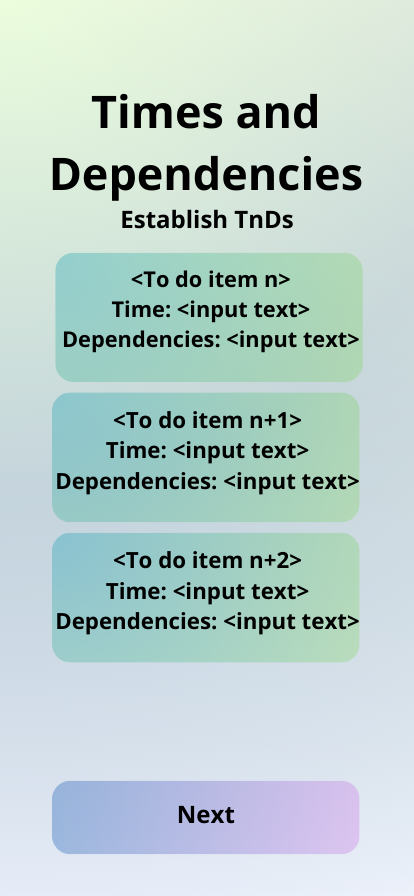 Times and
Dependencies
Establish TnDs
<To do item n>
Time: <input text>
Dependencies: <input text>
<To do item n+1>
Time: <input text>
Dependencies: <input text>
<To do item n+2>
Time: <input text>
Dependencies: <input text>
Next